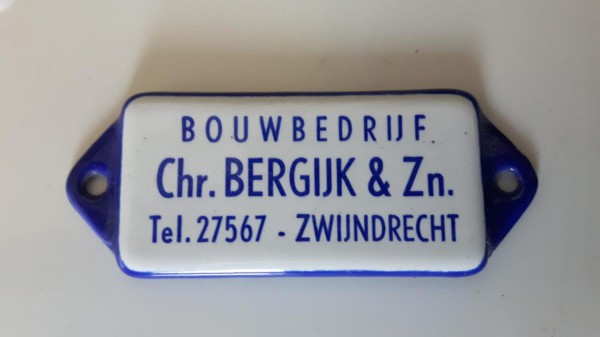 BOUWBEDRIJF
Chr. BERGIJK & Zn.
Tel. 27567 - ZWIJNDRECHT